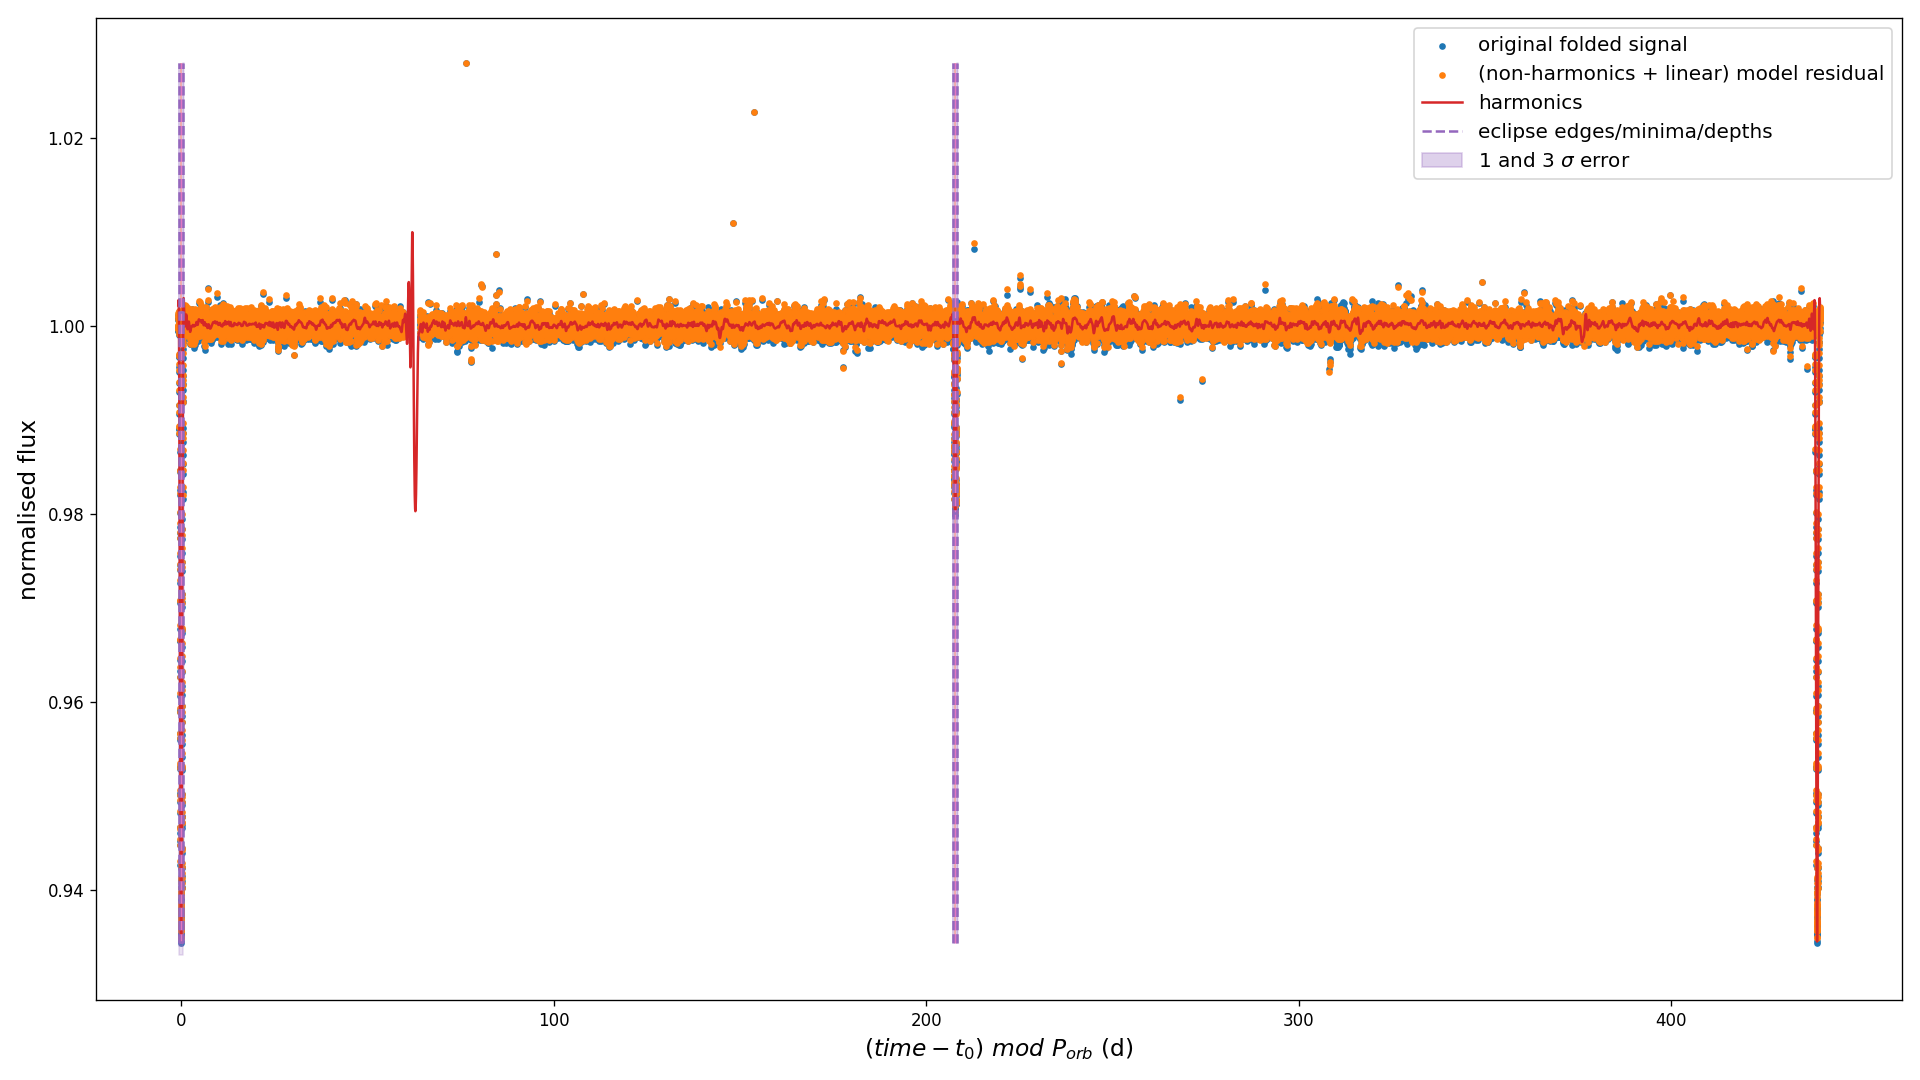 original folded signal
(non-harmonics + linear) model residual
harmonics
eclipse edges/minima/depths
1 and 3 σ error
1.02
1.00
0.98
0.96
0.94
normalised flux
0 100 200 300 400
(time − t₀) mod Pₒᵣb (d)